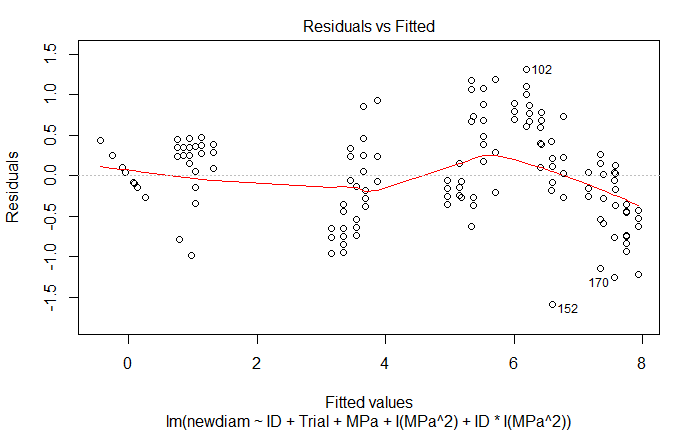 Residuals vs Fitted
Residuals
1.5
1.0
0.5
0.0
-0.5
-1.0
-1.5
102
170
152
0 2 4 6 8
Fitted values
lm(newdiam ~ ID + Trial + MPa + I(MPa^2) + ID * I(MPa^2))